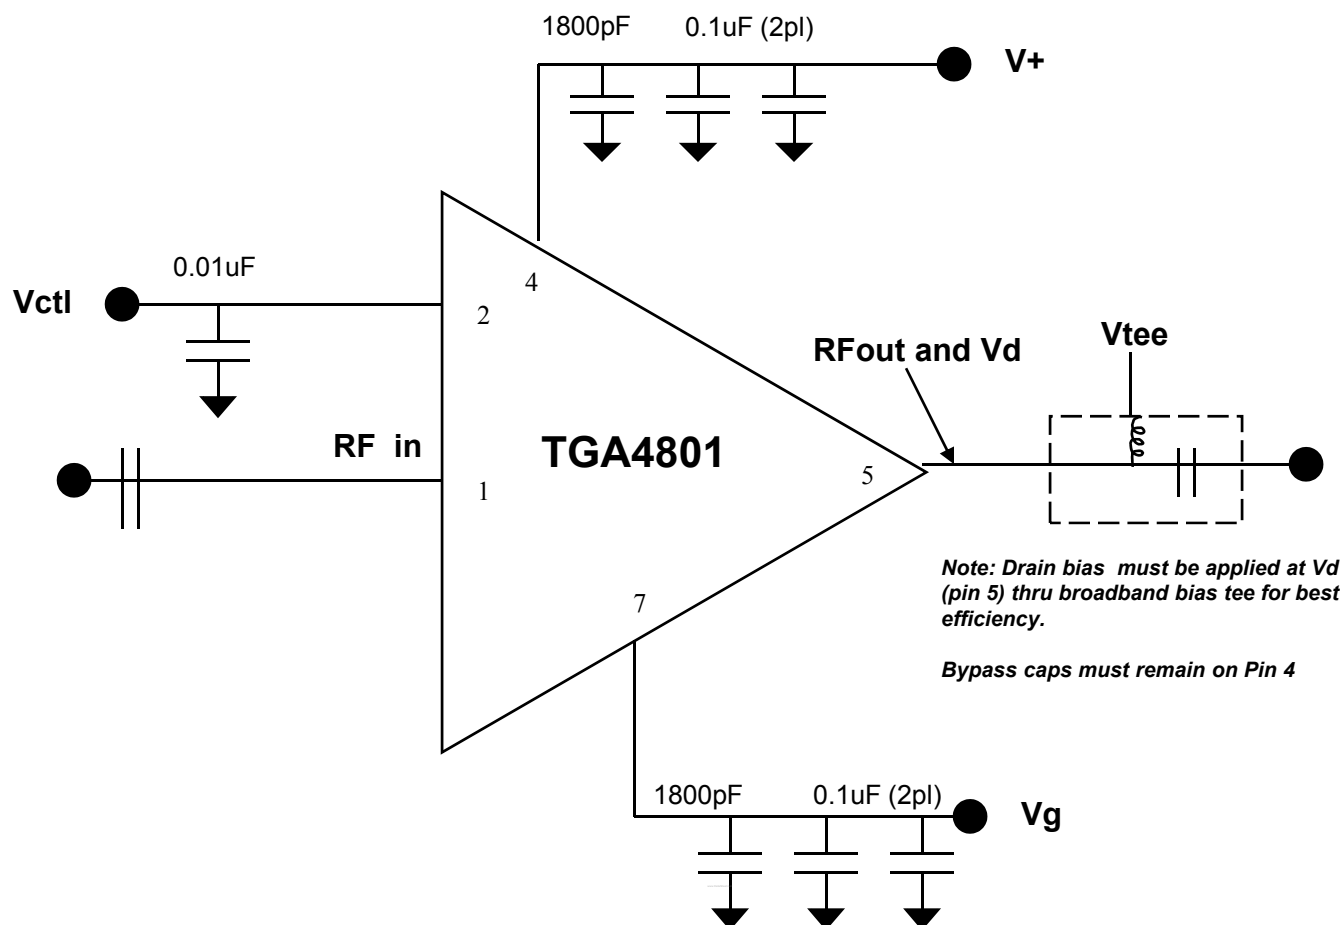 1800pF 0.1uF (2pl)
V+
0.01uF
Vctl
4
2
Vtee
RFout and Vd
RF in
TGA4801
5
1
Note: Drain bias must be applied at Vd
(pin 5) thru broadband bias tee for best
efficiency.
7
Bypass caps must remain on Pin 4
1800pF 0.1uF (2pl)
Vg